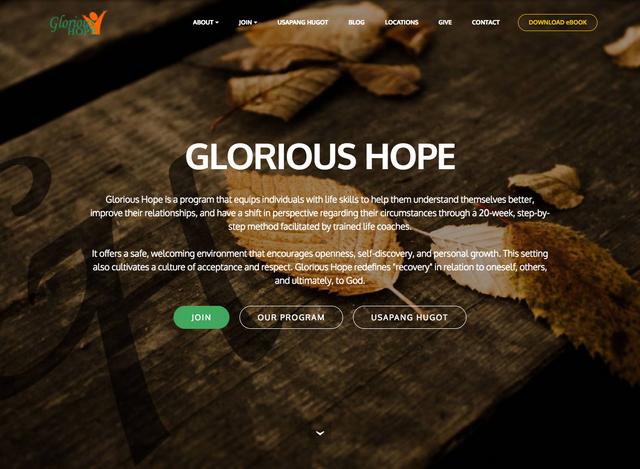 Glorious
HOPE
ABOUT
JOIN
USAPANG HUGOT
BLOG
LOCATIONS
GIVE
CONTACT
DOWNLOAD eBOOK
GLORIOUS HOPE
Glorious Hope is a program that equips individuals with life skills to help them understand themselves better,
improve their relationships, and have a shift in perspective regarding their circumstances through a 20-week, step-by-
step method facilitated by trained life coaches.
It offers a safe, welcoming environment that encourages openness, self-discovery, and personal growth. This setting
also cultivates a culture of acceptance and respect. Glorious Hope redefines "recovery" in relation to oneself, others,
and ultimately, to God.
JOIN
OUR PROGRAM
USAPANG HUGOT